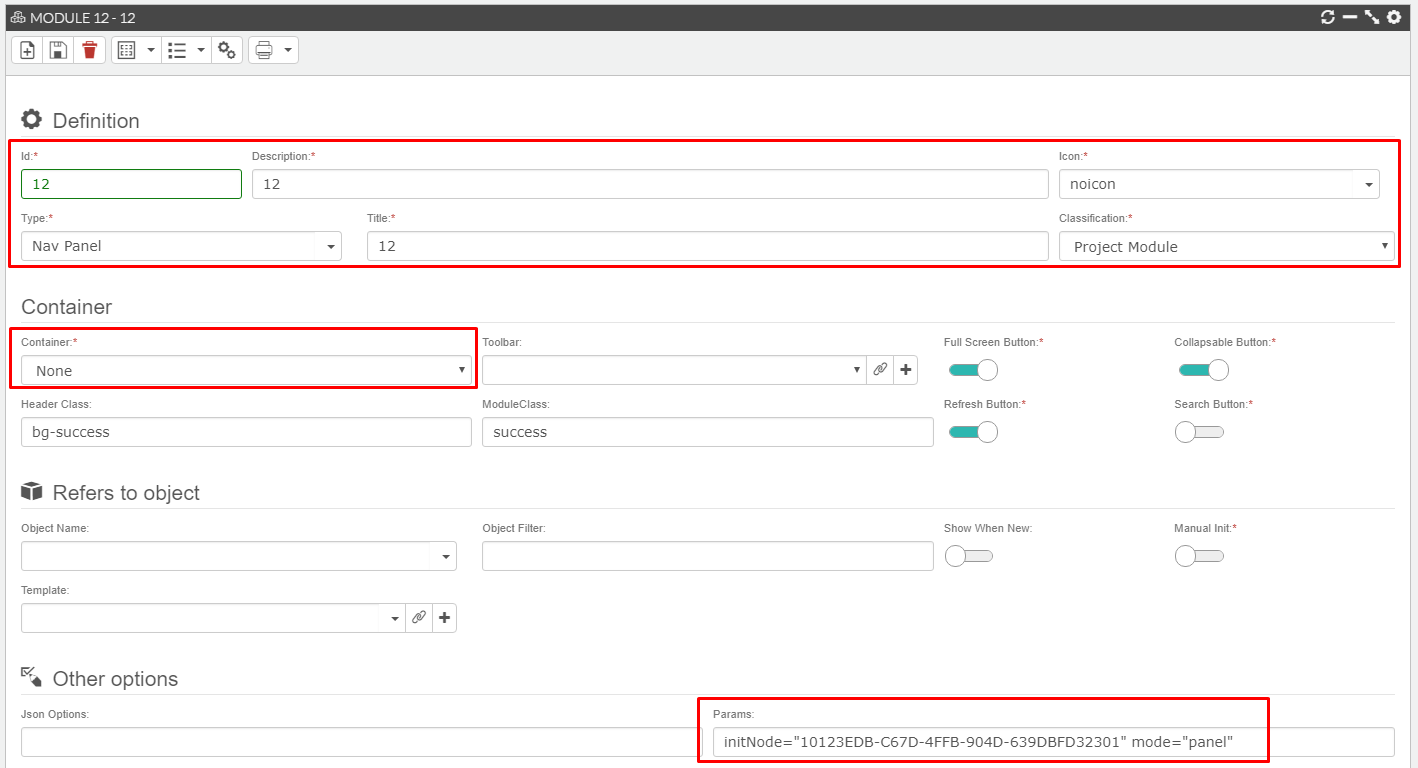 MODULE 12 - 12
Definition
Id:* Description:* Icon:*
12 12 noicon
Type:* Title:* Classification:*
Nav Panel 12 Project Module
Container
Container:* Toolbar: Full Screen Button:* Collapsable Button:*
None
Header Class: ModuleClass: Refresh Button:* Search Button:*
bg-success success
Refers to object
Object Name: Object Filter: Show When New: Manual Init:*
Template:
Other options
Json Options: Params:
initNode="10123EDB-C67D-4FFB-904D-639DBFD32301" mode="panel"